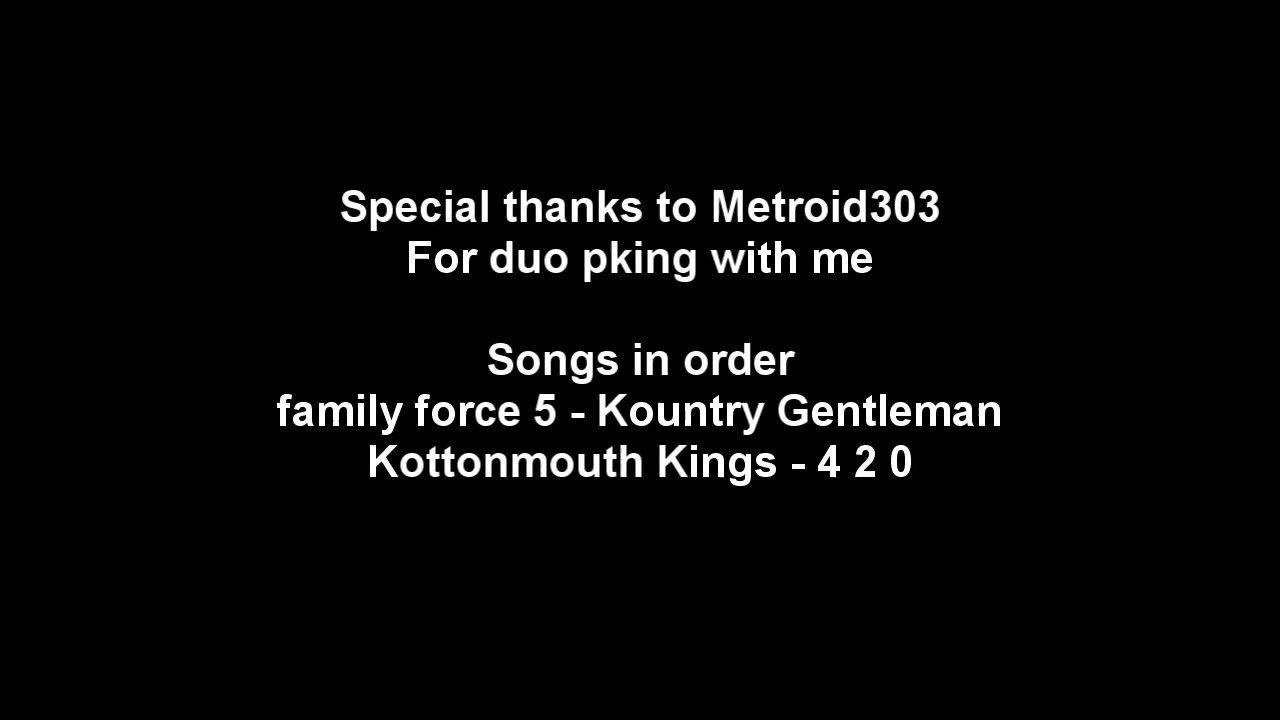 Special thanks to Metroid303
For duo pking with me
Songs in order
family force 5 - Kountry Gentleman
Kottonmouth Kings - 4 2 0